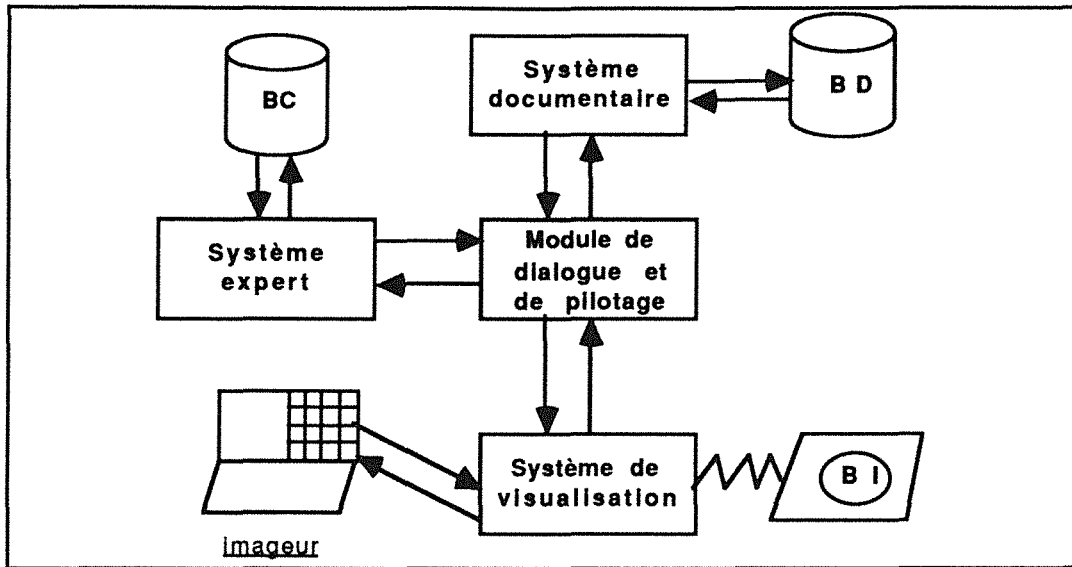 BC
Système
documentaire
B D
Système
expert
Module de
dialogue et
de pilotage
Système de
visualisation
B I
imageur